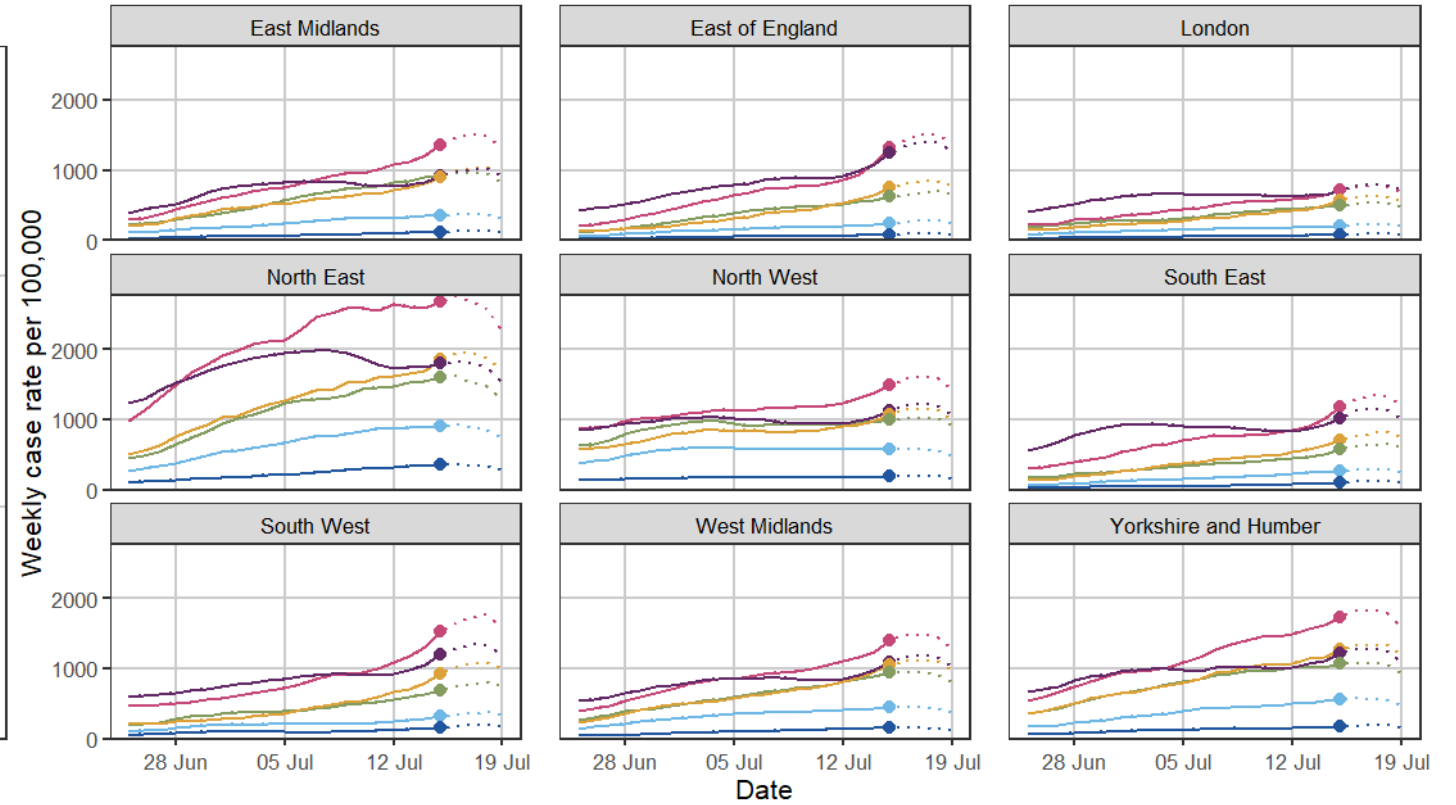 East Midlands East of England London
2000
1000
0
North East North West South East
2000
1000
0
South West West Midlands Yorkshire and Humber
2000
1000
0
28 Jun 05 Jul 12 Jul 19 Jul 28 Jun 05 Jul 12 Jul 19 Jul 28 Jun 05 Jul 12 Jul 19 Jul
Date
Weekly case rate per 100,000